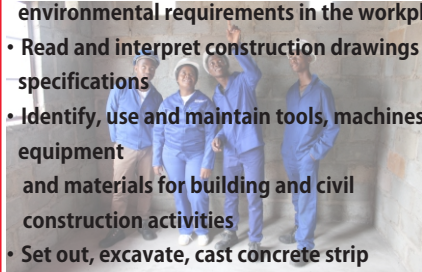 environmental requirements in the workpl
• Read and interpret construction drawings
specifications
• Identify, use and maintain tools, machines
equipment
and materials for building and civil
construction activities
• Set out, excavate, cast concrete strip